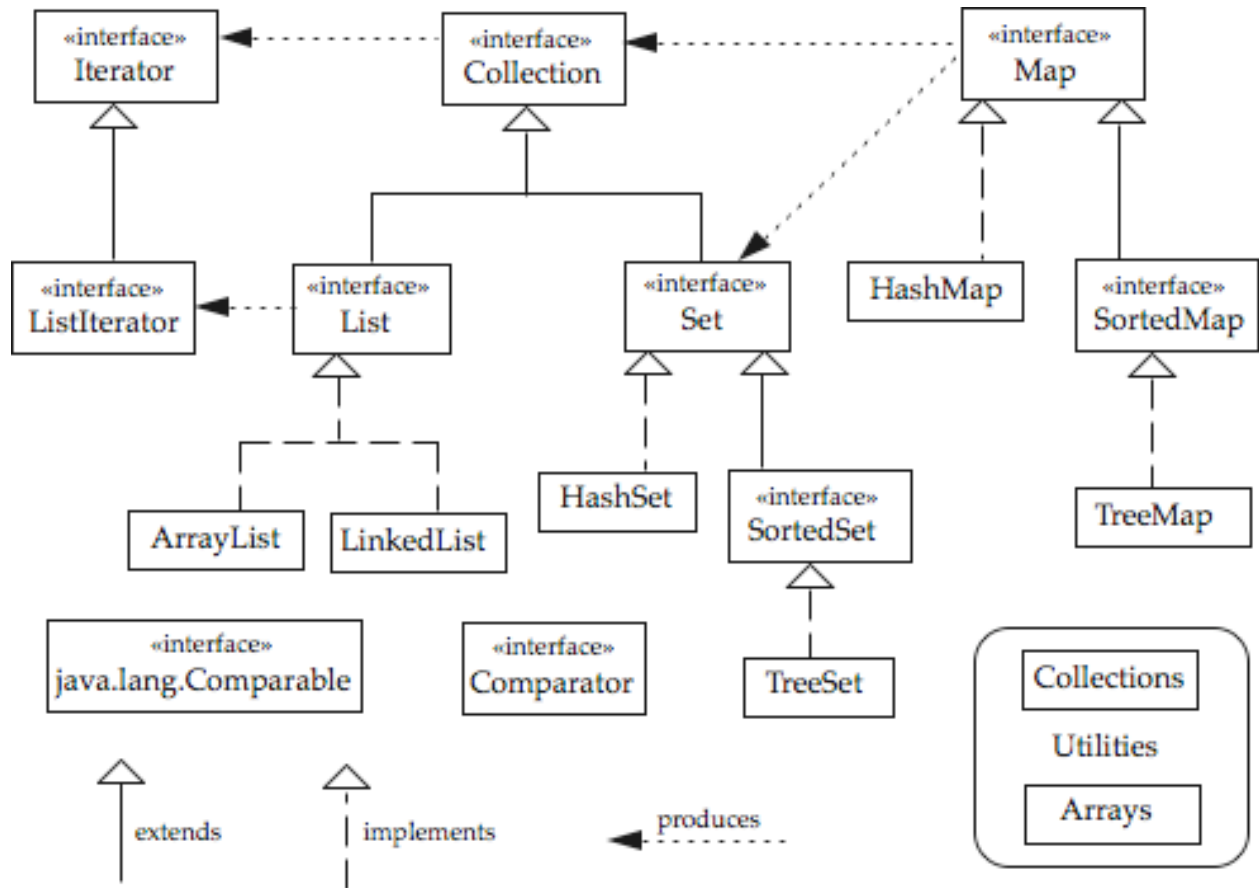 «interface»
Iterator
«interface»
Collection
«interface»
Map
«interface»
ListIterator
«interface»
List
«interface»
Set
HashMap
«interface»
SortedMap
ArrayList
LinkedList
HashSet
«interface»
SortedSet
TreeMap
«interface»
java.lang.Comparable
«interface»
Comparator
TreeSet
Collections
Utilities
Arrays
extends
implements
produces